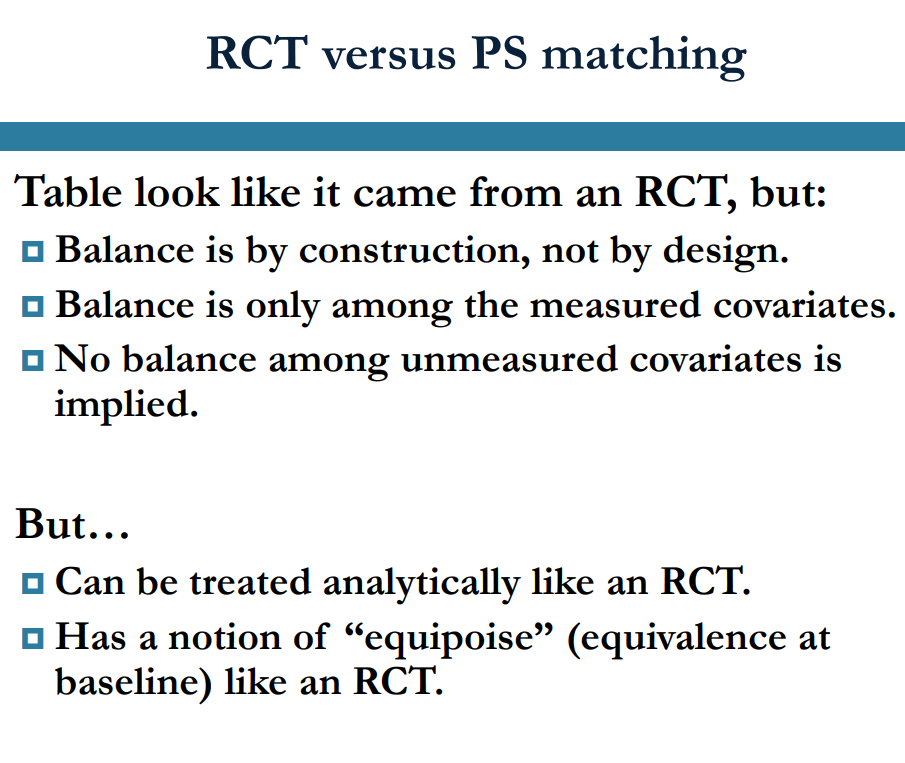 RCT versus PS matching
Table look like it came from an RCT, but:
Balance is by construction, not by design.
Balance is only among the measured covariates.
No balance among unmeasured covariates is
implied.
But…
Can be treated analytically like an RCT.
Has a notion of “equipoise” (equivalence at
baseline) like an RCT.